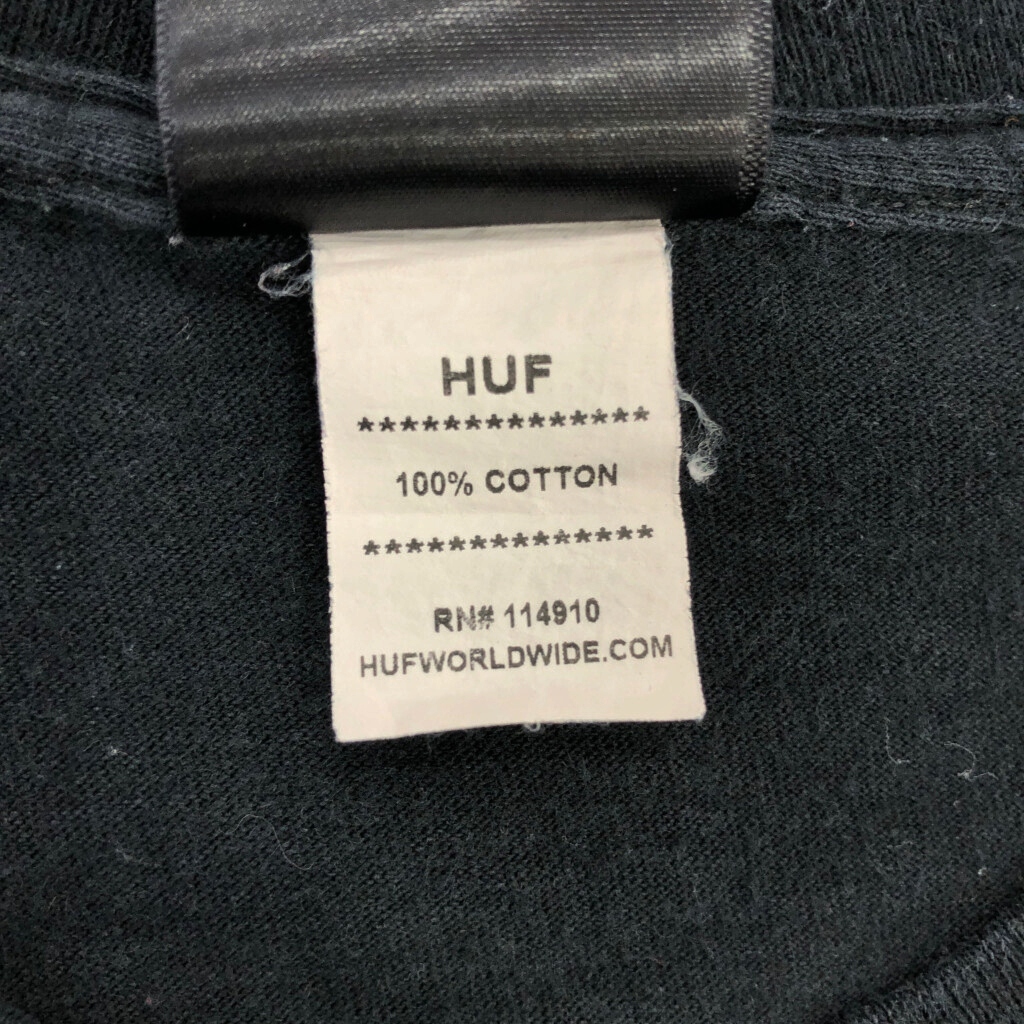 HUF
**************
100% COTTON
**************
RN# 114910
HUFWORLDWIDE.COM